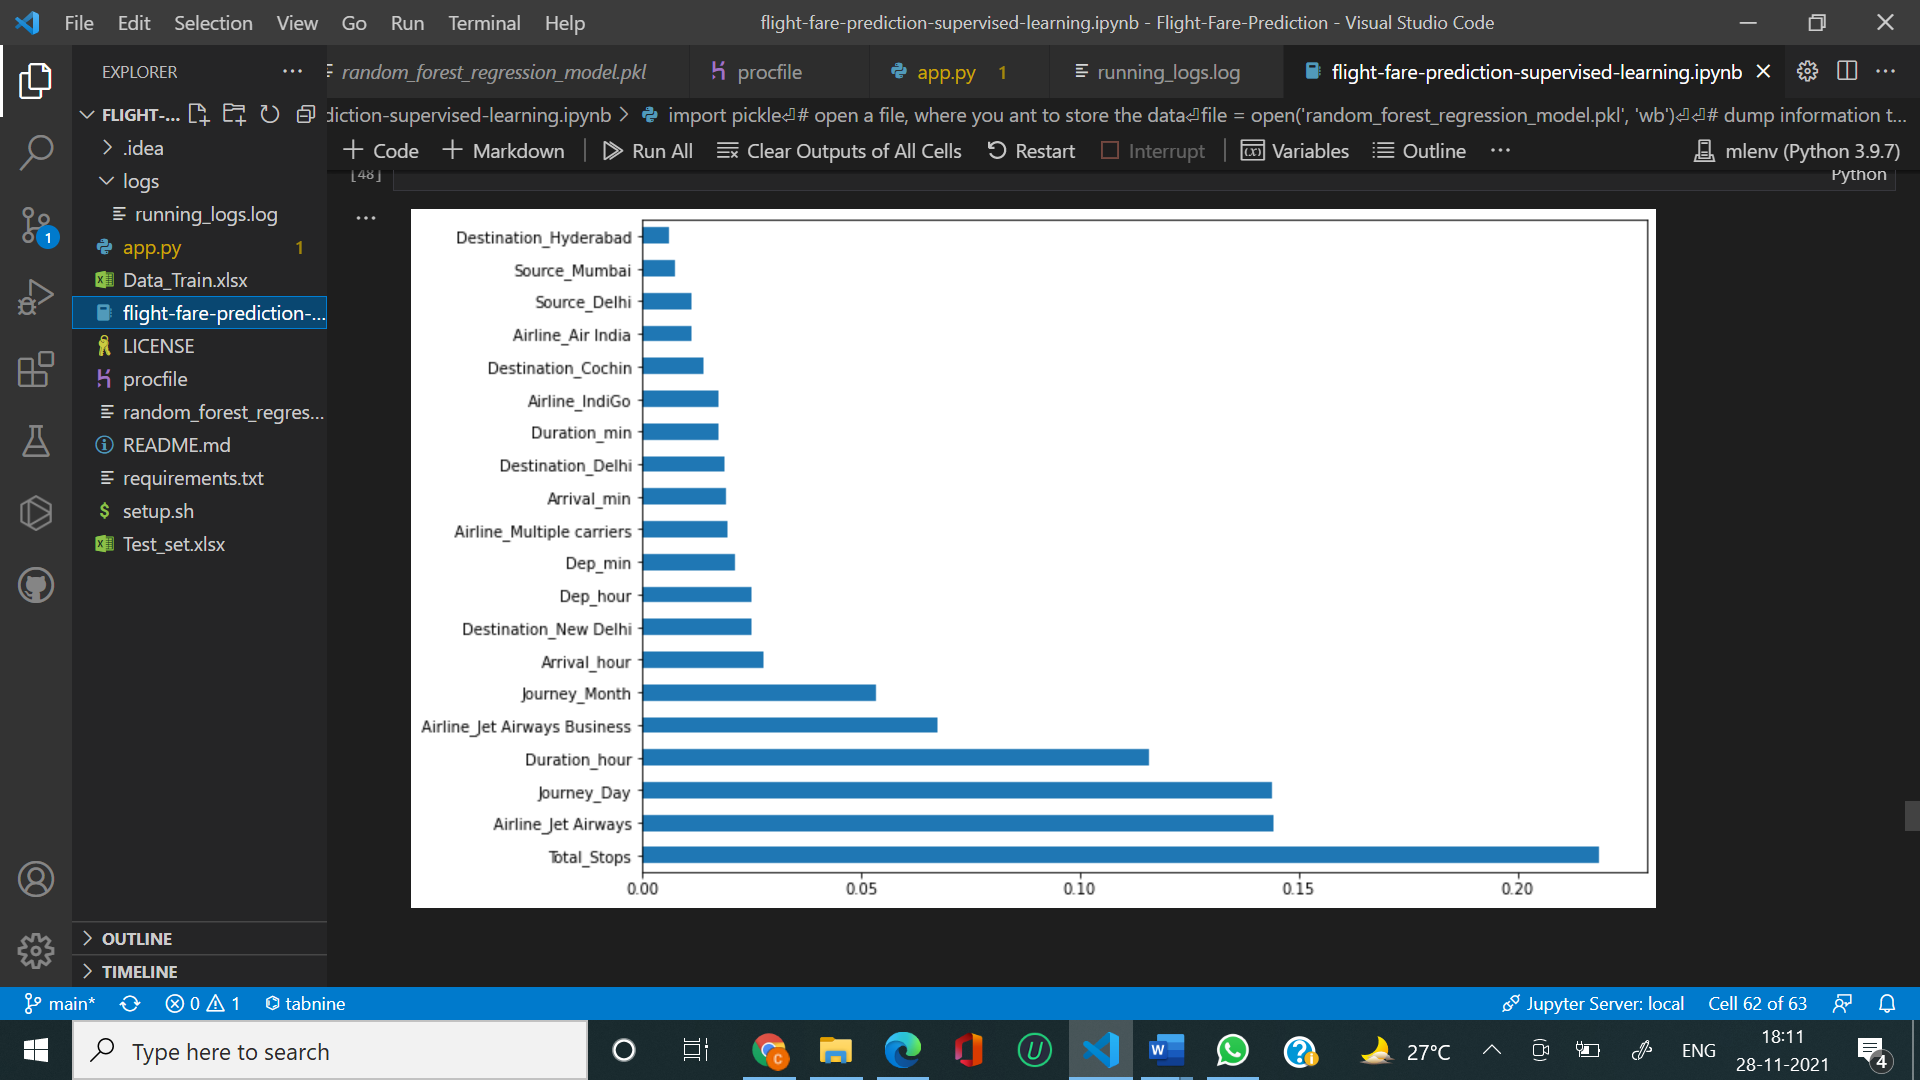 File Edit Selection View Go Run Terminal Help
flight-fare-prediction-supervised-learning.ipynb - Flight-Fare-Prediction - Visual Studio Code
EXPLORER
random_forest_regression_model.pkl
procfile
app.py 1
running_logs.log
flight-fare-prediction-supervised-learning.ipynb
FLIGHT-...
diction-supervised-learning.ipynb > import pickle⏎# open a file, where you ant to store the data⏎file = open('random_forest_regression_model.pkl', 'wb')⏎⏎# dump information t...
+ Code + Markdown Run All Clear Outputs of All Cells Restart Interrupt Variables Outline ... mlenv (Python 3.9.7)
.idea
logs
running_logs.log
app.py 1
Data_Train.xlsx
flight-fare-prediction-...
LICENSE
procfile
random_forest_regres...
README.md
requirements.txt
setup.sh
Test_set.xlsx
OUTLINE
TIMELINE
1
[48]
Python
Destination_Hyderabad
Source_Mumbai
Source_Delhi
Airline_Air India
Destination_Cochin
Airline_IndiGo
Duration_min
Destination_Delhi
Arrival_min
Airline_Multiple carriers
Dep_min
Dep_hour
Destination_New Delhi
Arrival_hour
Journey_Month
Airline_Jet Airways Business
Duration_hour
Journey_Day
Airline_Jet Airways
Total_Stops
0.00 0.05 0.10 0.15 0.20
main* 0 1 tabnine
Jupyter Server: local Cell 62 of 63
Type here to search
27°C
ENG
18:11
28-11-2021
4